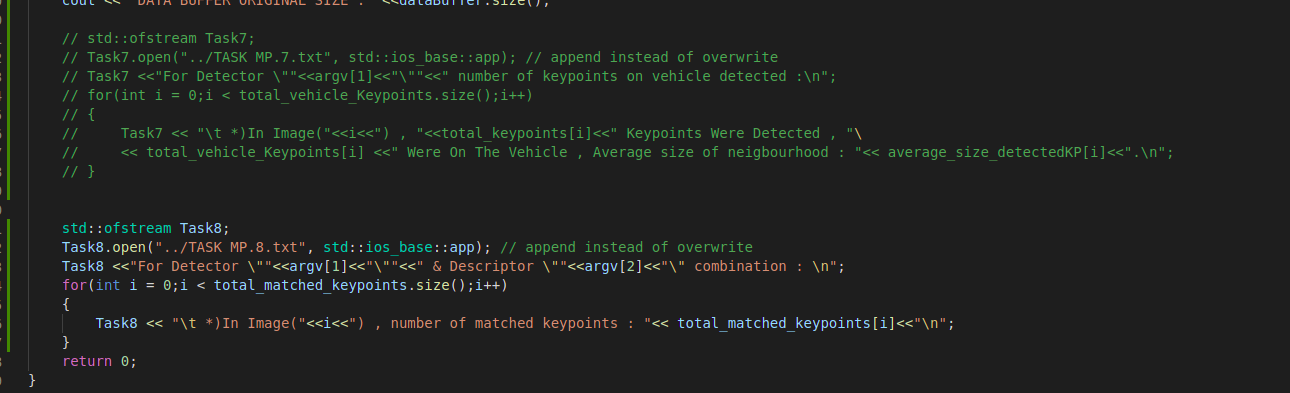 cout << "DATA BUFFER ORIGINAL SIZE : "<<dataBuffer.size();
// std::ofstream Task7;
// Task7.open("../TASK MP.7.txt", std::ios_base::app); // append instead of overwrite
// Task7 <<"For Detector \""<<argv[1]<<"\""<<" number of keypoints on vehicle detected :\n";
// for(int i = 0;i < total_vehicle_Keypoints.size();i++)
// {
//     Task7 << "\t *)In Image("<<i<<") , "<<total_keypoints[i]<<" Keypoints Were Detected , "\
//     << total_vehicle_Keypoints[i] <<" Were On The Vehicle , Average size of neigbourhood : "<< average_size_detectedKP[i]<<".\n";
// }
std::ofstream Task8;
Task8.open("../TASK MP.8.txt", std::ios_base::app); // append instead of overwrite
Task8 <<"For Detector \""<<argv[1]<<"\""<<" & Descriptor \""<<argv[2]<<"\" combination : \n";
for(int i = 0;i < total_matched_keypoints.size();i++)
{
Task8 << "\t *)In Image("<<i<<") , number of matched keypoints : "<< total_matched_keypoints[i]<<"\n";
}
return 0;
}